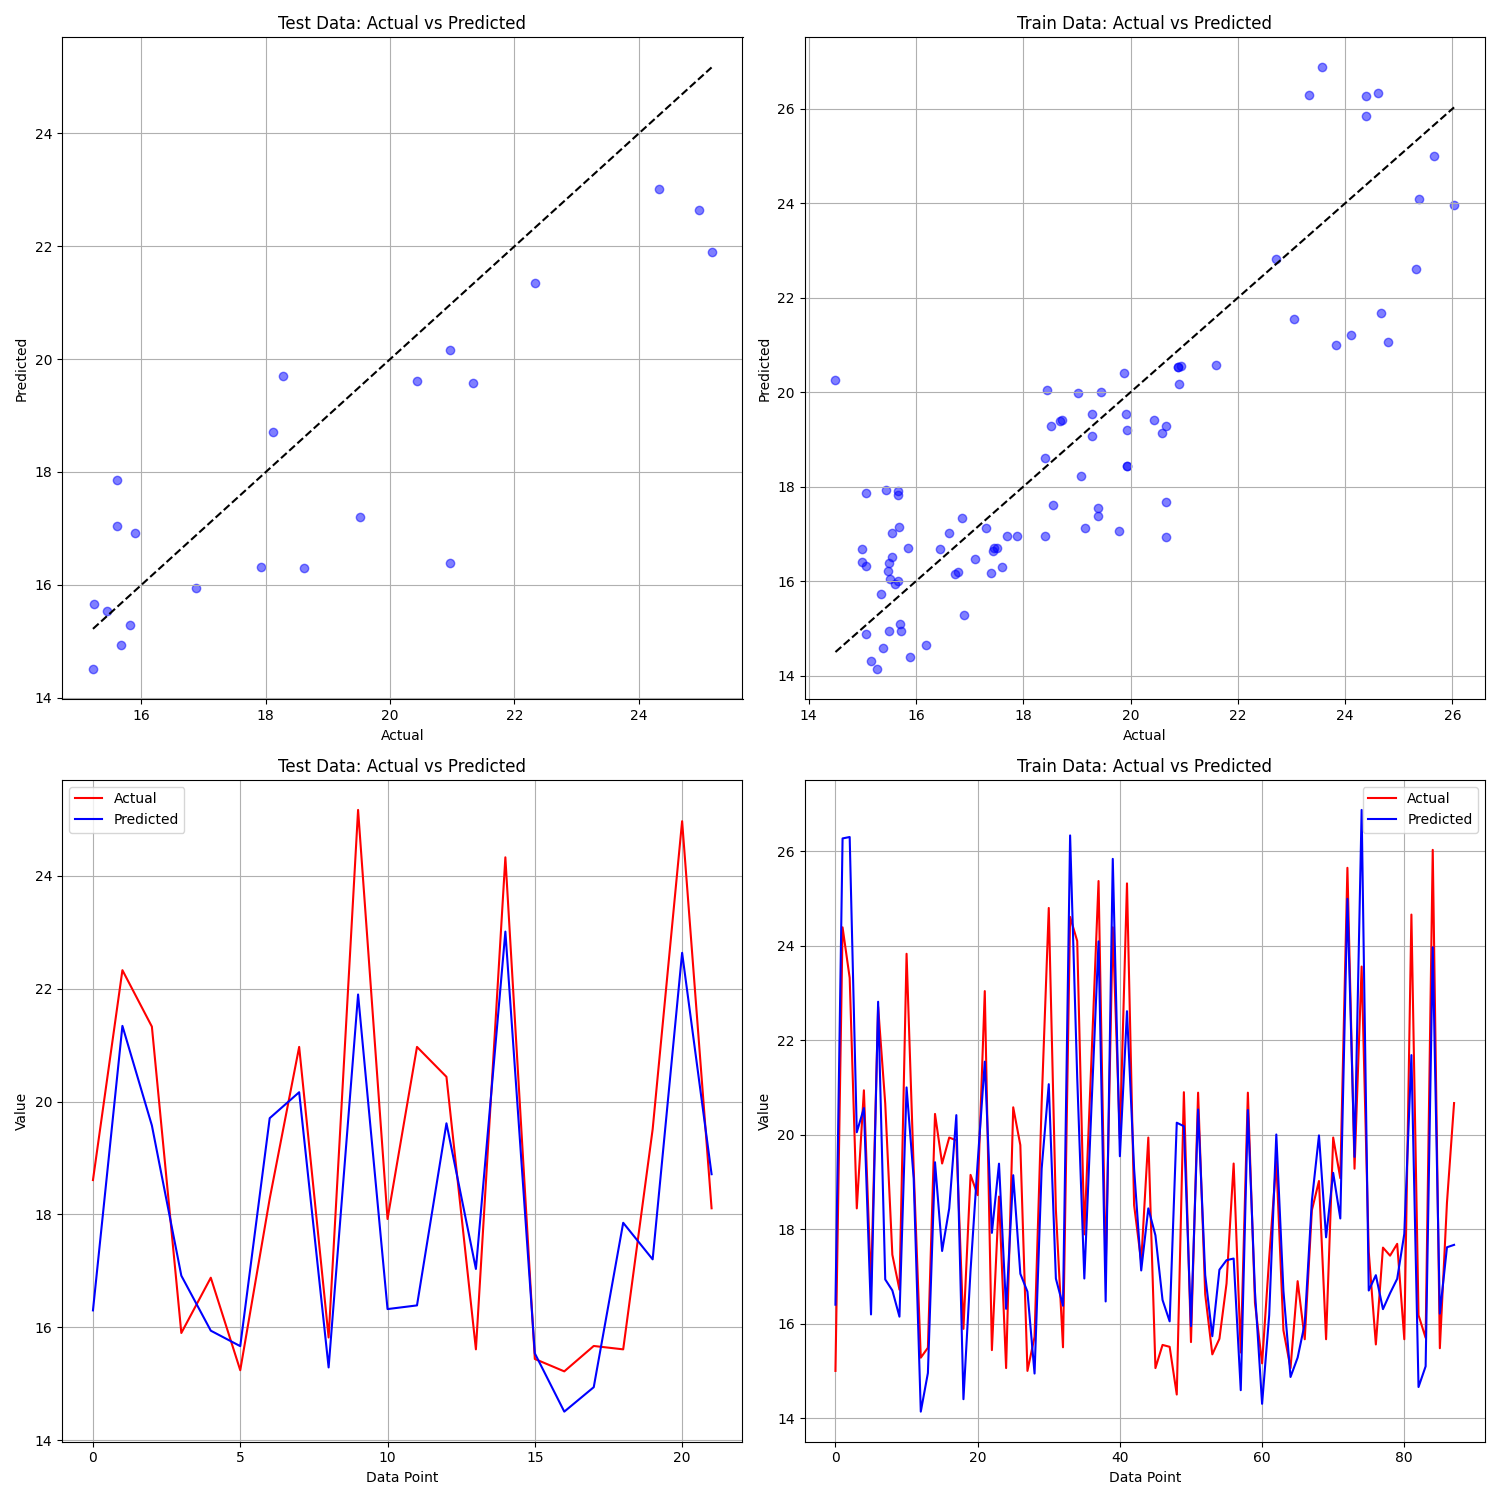 Test Data: Actual vs Predicted
Predicted
24
22
20
18
16
14
16 18 20 22 24
Actual
Train Data: Actual vs Predicted
Predicted
26
24
22
20
18
16
14
14 16 18 20 22 24 26
Actual
Test Data: Actual vs Predicted
Actual
Predicted
Value
24
22
20
18
16
14
0 5 10 15 20
Data Point
Train Data: Actual vs Predicted
Actual
Predicted
Value
26
24
22
20
18
16
14
0 20 40 60 80
Data Point